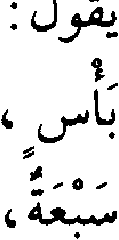 يقول :
بَأْس ،
سَبْعَةٌ ،